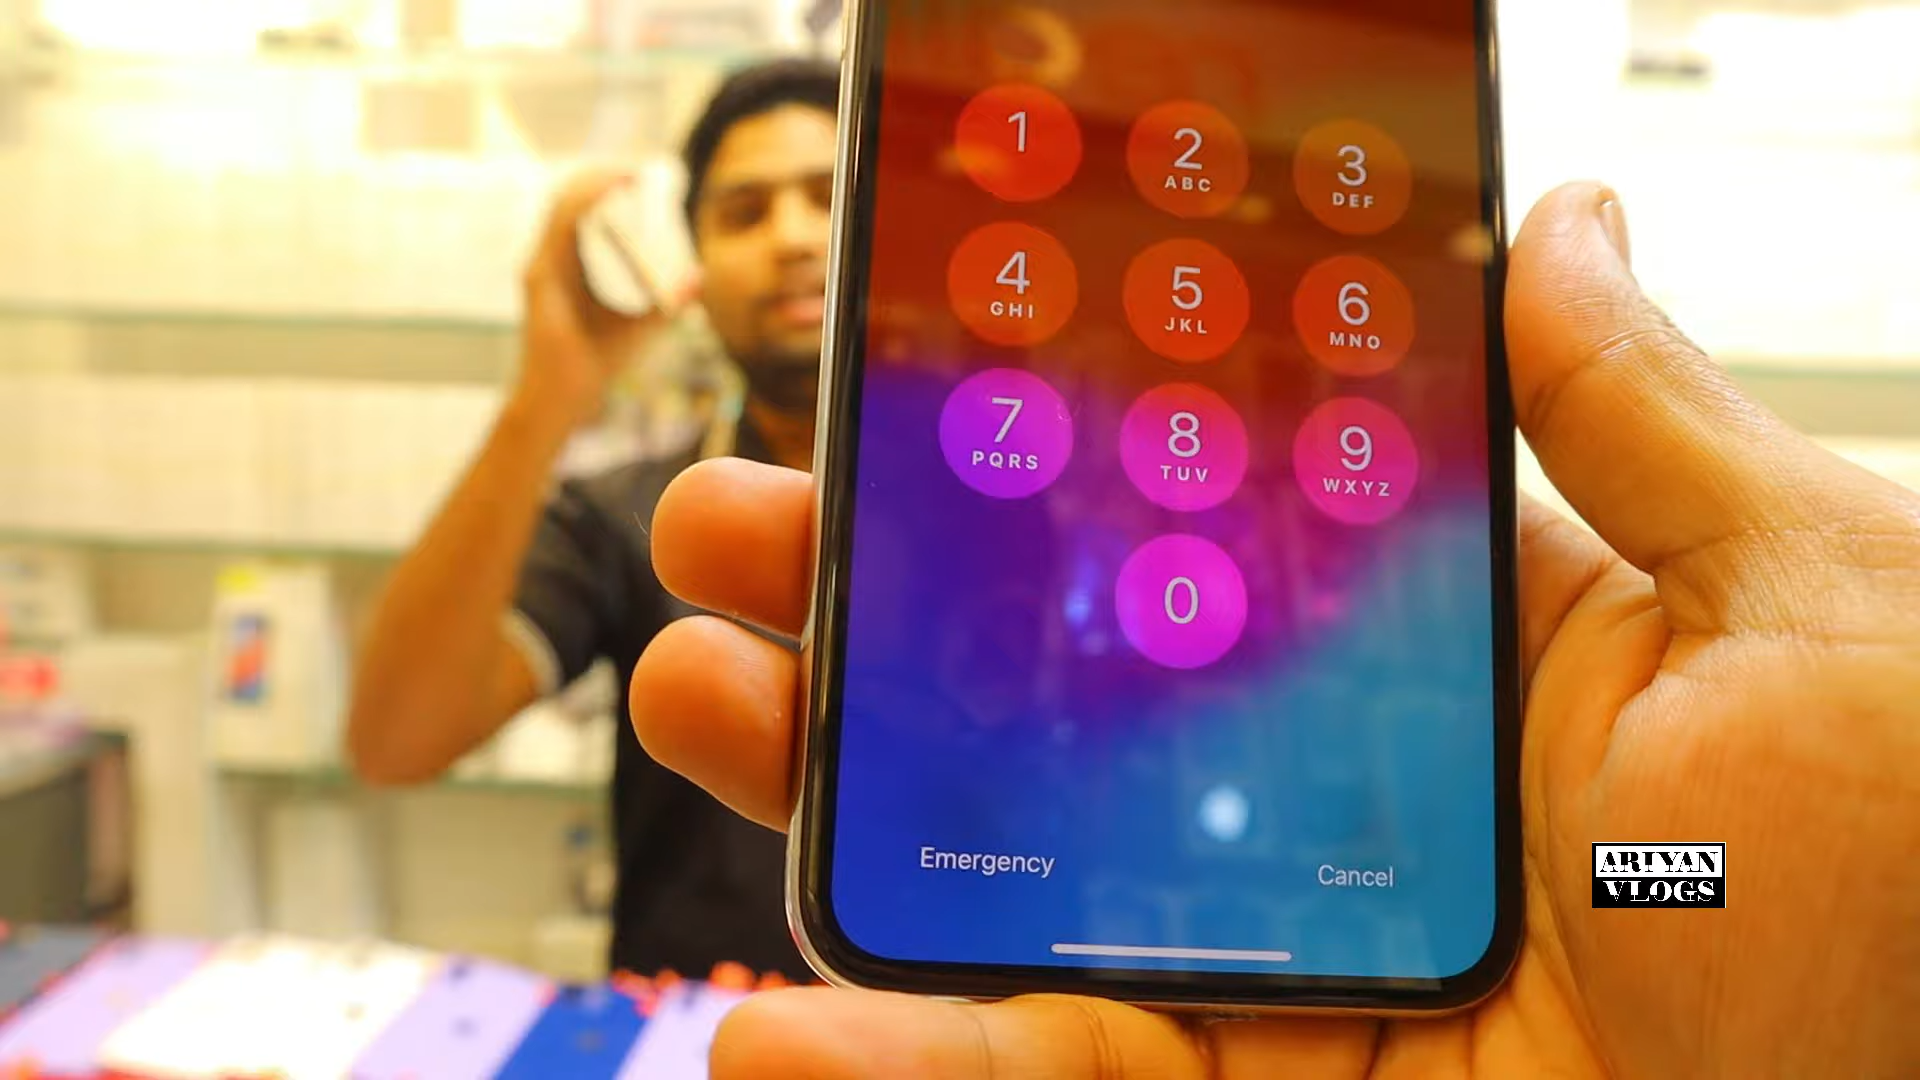 1
2
ABC
3
DEF
4
GHI
5
JKL
6
MNO
7
PQRS
8
TUV
9
WXYZ
0
Emergency
Cancel
ARIYAN
VLOGS